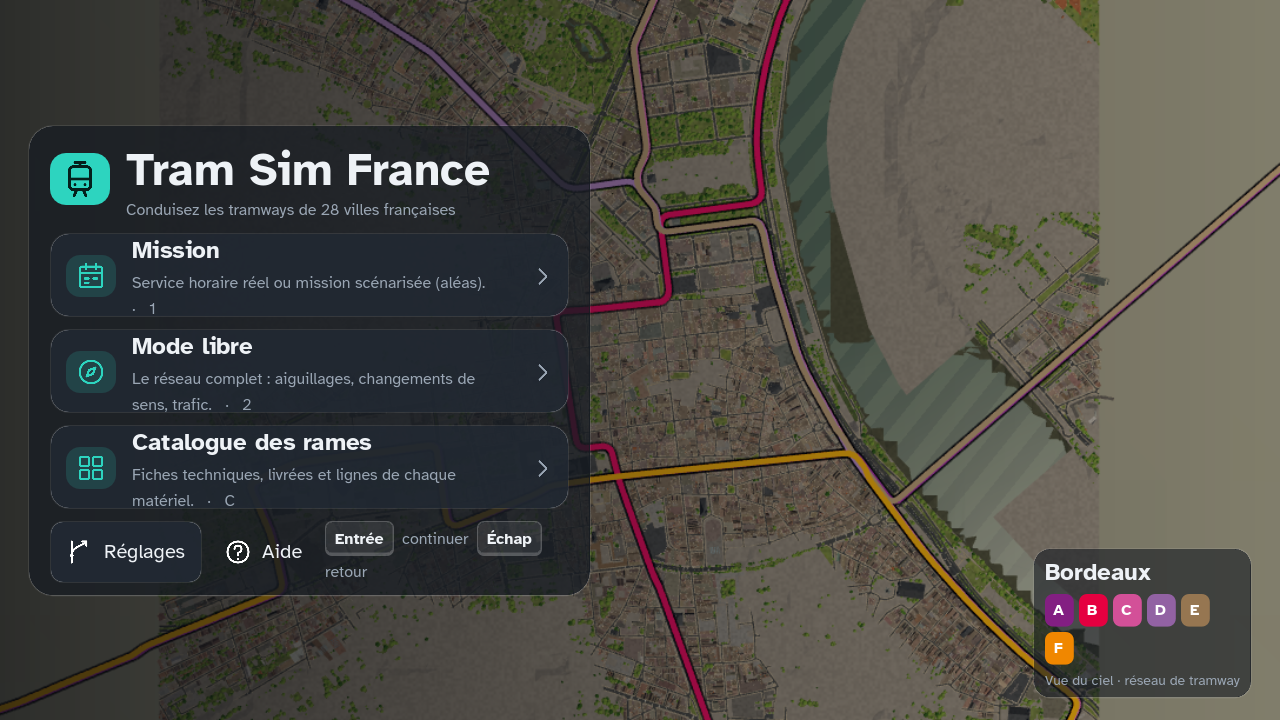 Tram Sim France
Conduisez les tramways de 28 villes françaises
Mission
Service horaire réel ou mission scénarisée (aléas).
· 1
Mode libre
Le réseau complet : aiguillages, changements de
sens, trafic. · 2
Catalogue des rames
Fiches techniques, livrées et lignes de chaque
matériel. · C
Réglages
Aide
Entrée continuer Échap
retour
Bordeaux
A B C D E
F
Vue du ciel · réseau de tramway